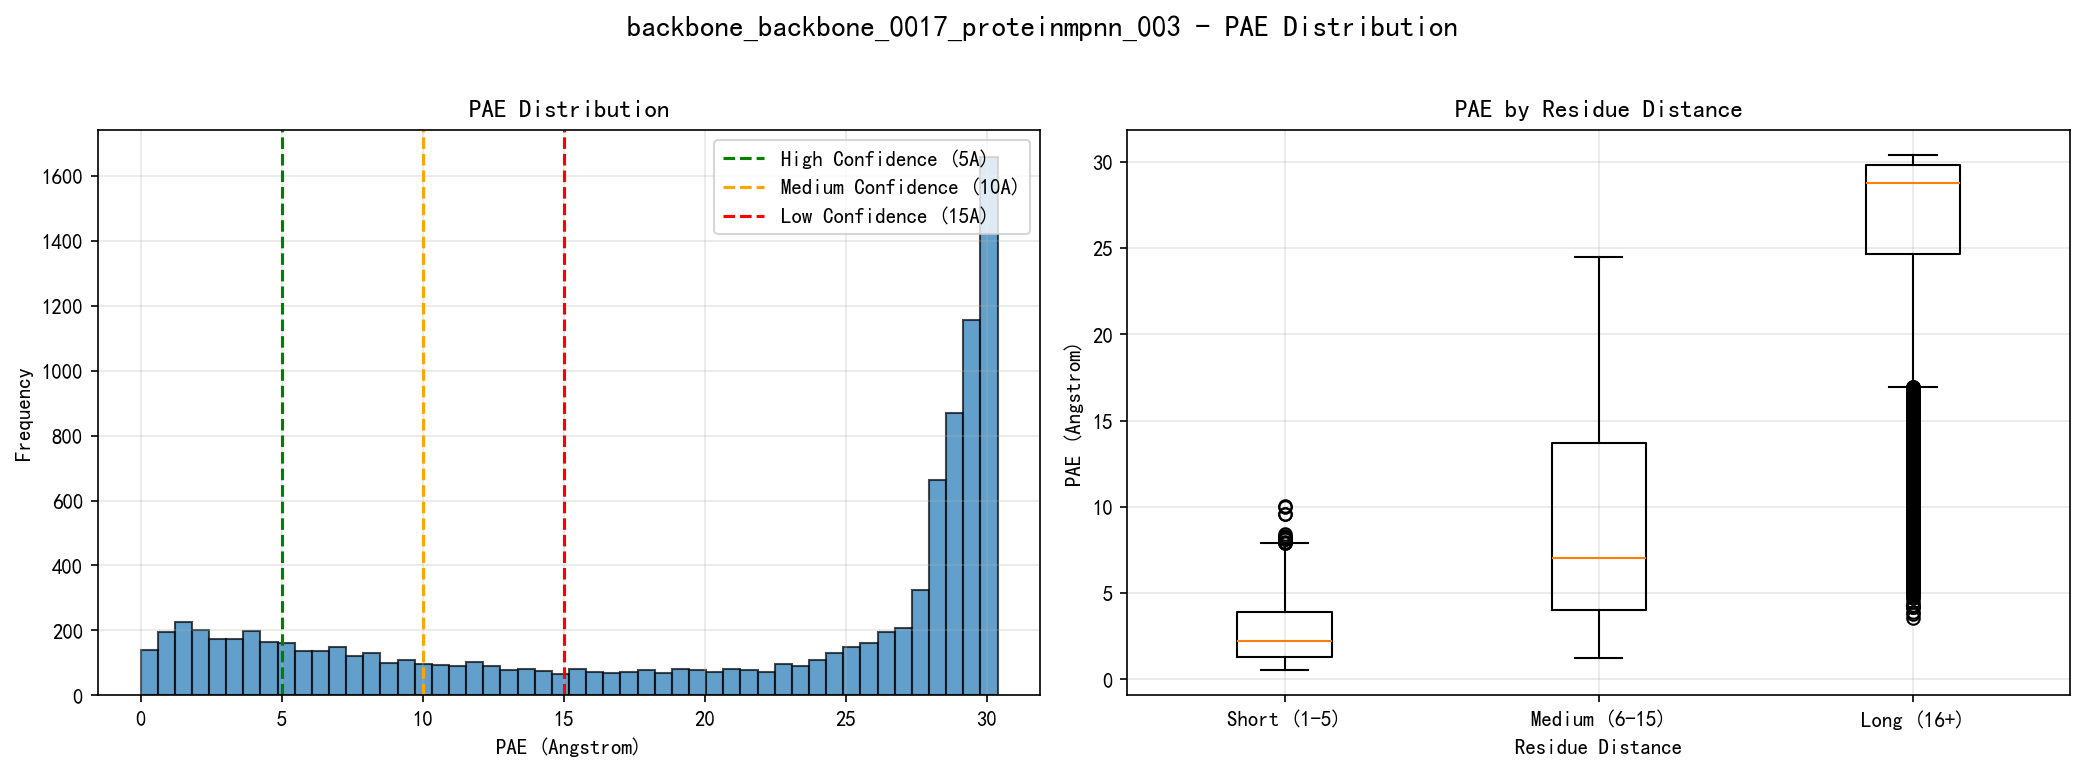 backbone_backbone_0017_proteinmpnn_003 - PAE Distribution
PAE Distribution
Frequency
1600
1400
1200
1000
800
600
400
200
0
High Confidence (5A)
Medium Confidence (10A)
Low Confidence (15A)
0 5 10 15 20 25 30
PAE (Angstrom)
PAE by Residue Distance
PAE (Angstrom)
30
25
20
15
10
5
0
Short (1-5) Medium (6-15) Long (16+)
Residue Distance